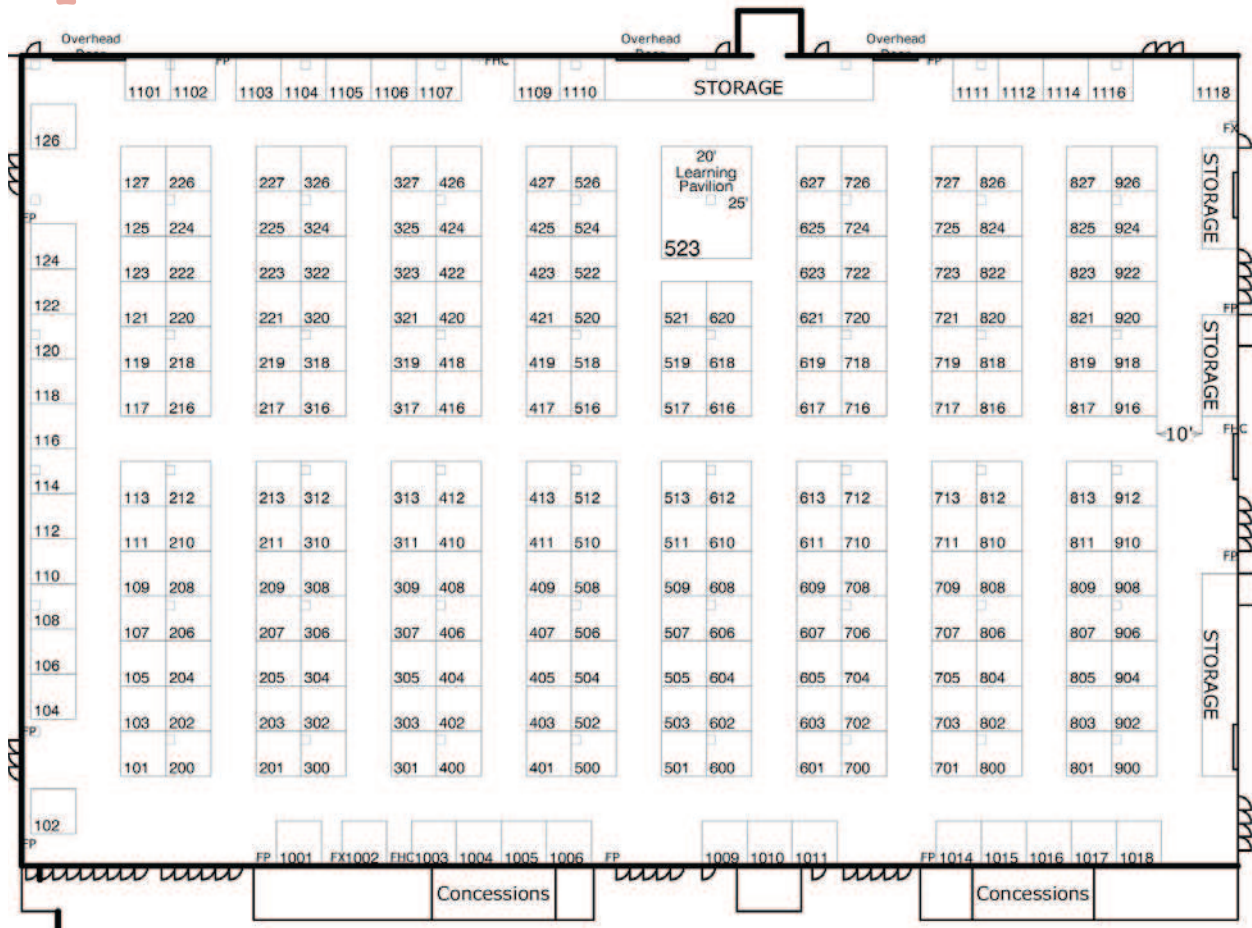 Overhead Overhead Overhead
Door Door Door
FP FHC FP
1101 1102 1103 1104 1105 1106 1107 1109 1110 STORAGE 1111 1112 1114 1116 1118
FX
126
20'
Learning
Pavilion
25'
523
127 226 227 326 327 426 427 526 627 726 727 826 827 926
STORAGE
FP
125 224 225 324 325 424 425 524 625 724 725 824 825 924
124 123 222 223 322 323 422 423 522 623 722 723 822 823 922
FP
122 121 220 221 320 321 420 421 520 521 620 621 720 721 820 821 920
STORAGE
120 119 218 219 318 319 418 419 518 519 618 619 718 719 818 819 918
118 117 216 217 316 317 416 417 516 517 616 617 716 717 816 817 916
10'
FHC
116
114 113 212 213 312 313 412 413 512 513 612 613 712 713 812 813 912
112 111 210 211 310 311 410 411 510 511 610 611 710 711 810 811 910
FP
110 109 208 209 308 309 408 409 508 509 608 609 708 709 808 809 908
108 107 206 207 306 307 406 407 506 507 606 607 706 707 806 807 906
STORAGE
106 105 204 205 304 305 404 405 504 505 604 605 704 705 804 805 904
104 103 202 203 302 303 402 403 502 503 602 603 702 703 802 803 902
FP
101 200 201 300 301 400 401 500 501 600 601 700 701 800 801 900
102
FP
FP 1001 FX 1002 FHC 1003 1004 1005 1006 FP 1009 1010 1011 FP 1014 1015 1016 1017 1018
Concessions Concessions